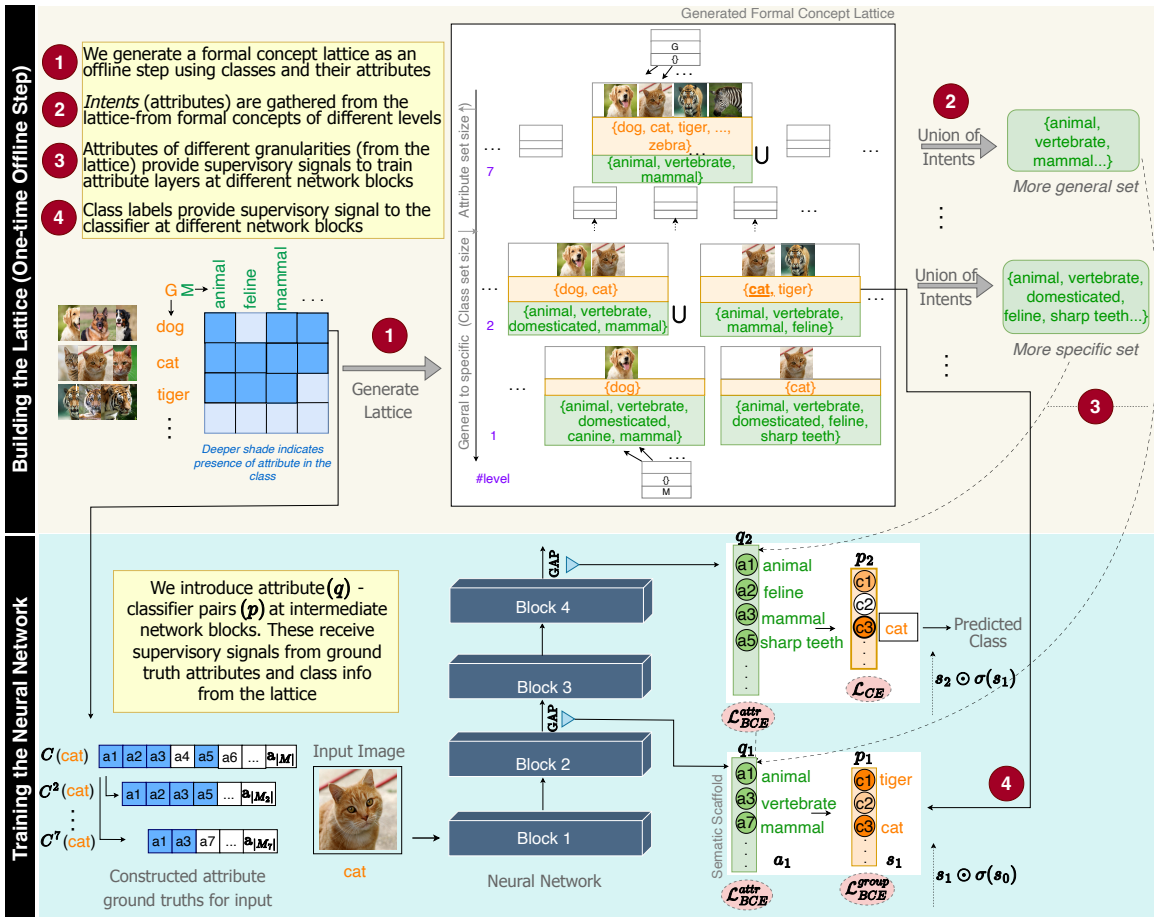 Building the Lattice (One-time Offline Step)
1
We generate a formal concept lattice as an
offline step using classes and their attributes
2
Intents (attributes) are gathered from the
lattice-from formal concepts of different levels
3
Attributes of different granularities (from the
lattice) provide supervisory signals to train
attribute layers at different network blocks
4
Class labels provide supervisory signal to the
classifier at different network blocks
G M
animal
feline
mammal
. . .
dog
cat
tiger
Deeper shade indicates
presence of attribute in the
class
1
Generate
Lattice
Generated Formal Concept Lattice
General to specific (Class set size ↓) Attribute set size ↑)
G
{}
...
{dog, cat, tiger, ...,
zebra}
{animal, vertebrate,
mammal}
∪
7
...
{dog, cat}
{animal, vertebrate,
domesticated, mammal}
∪
{cat, tiger}
{animal, vertebrate,
mammal, feline}
2
{dog}
{animal, vertebrate,
domesticated,
canine, mammal}
{cat}
{animal, vertebrate,
domesticated, feline,
sharp teeth}
1
#level
{}
M
2
Union of
Intents
{animal,
vertebrate,
mammal...}
More general set
Union of
Intents
{animal, vertebrate,
domesticated,
feline, sharp teeth...}
More specific set
3
Training the Neural Network
We introduce attribute (q) -
classifier pairs (p) at intermediate
network blocks. These receive
supervisory signals from ground
truth attributes and class info
from the lattice
C(cat) a1 a2 a3 a4 a5 a6 ... a|M|
C²(cat) a1 a2 a3 a5 ... a|M₂|
C⁷(cat) a1 a3 a7 ... a|M₇|
Constructed attribute
ground truths for input
Input Image
cat
GAP
Block 4
Block 3
GAP
Block 2
Block 1
Neural Network
q₂
a1 animal
a2 feline
a3 mammal
a5 sharp teeth
L_BCE^attr
p₂
c1
c2
c3 cat
L_CE
Predicted
Class
s₂ ⊙ σ(s₁)
Sematic Scaffold
q₁
a1 animal
a3 vertebrate
a7 mammal
a₁
L_BCE^attr
p₁
c1 tiger
c2
c3 cat
s₁
L_BCE^group
4
s₁ ⊙ σ(s₀)